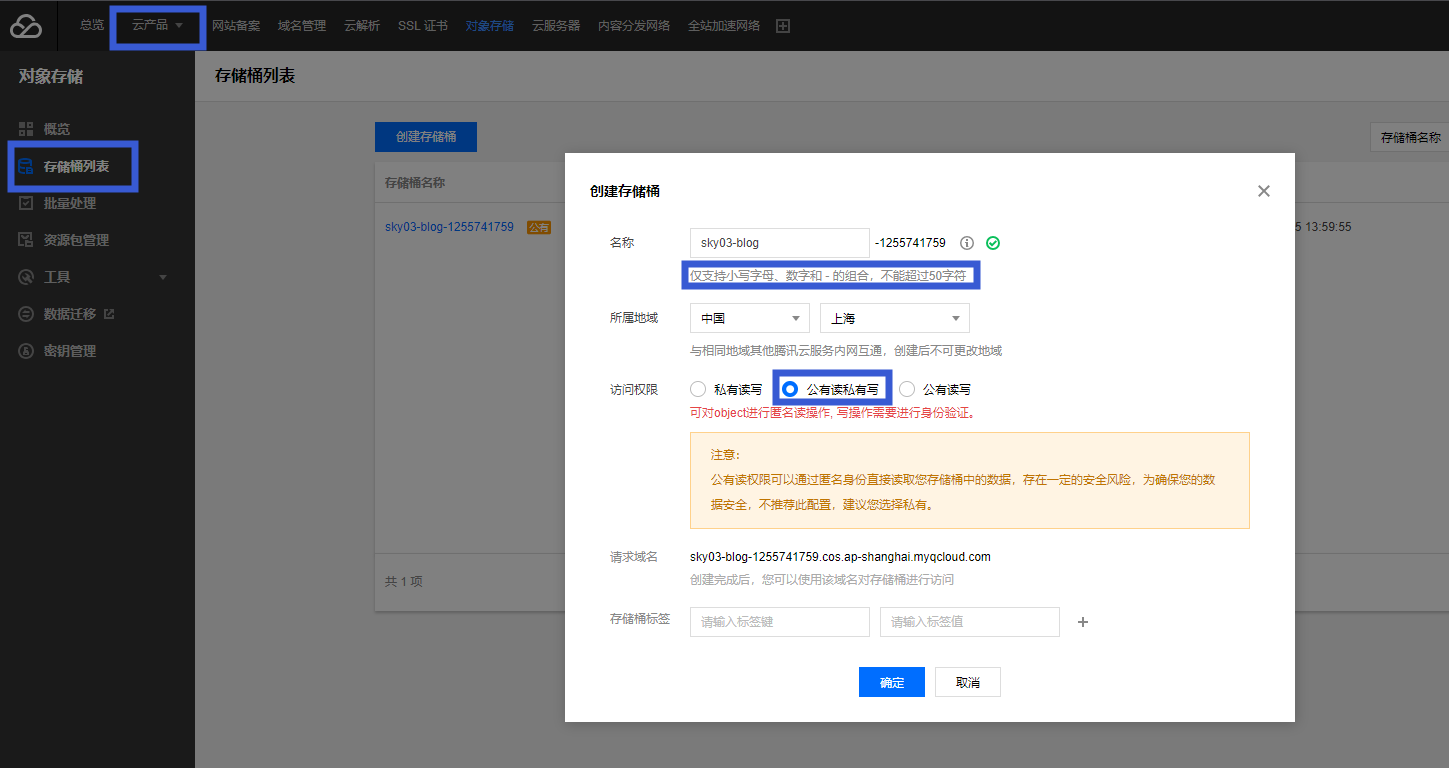 总览 云产品 网站备案 域名管理 云解析 SSL 证书 对象存储 云服务器 内容分发网络 全站加速网络
对象存储
存储桶列表
概览
存储桶列表
批量处理
资源包管理
工具
数据迁移
密钥管理
创建存储桶
存储桶名称
存储桶名称
sky03-blog-1255741759 公有
5 13:59:55
共 1 项
创建存储桶
名称 sky03-blog -1255741759
仅支持小写字母、数字和 - 的组合，不能超过50字符
所属地域 中国 上海
与相同地域其他腾讯云服务内网互通，创建后不可更改地域
访问权限 私有读写 公有读私有写 公有读写
可对object进行匿名读操作, 写操作需要进行身份验证。
注意：
公有读权限可以通过匿名身份直接读取您存储桶中的数据，存在一定的安全风险，为确保您的数
据安全，不推荐此配置，建议您选择私有。
请求域名 sky03-blog-1255741759.cos.ap-shanghai.myqcloud.com
创建完成后，您可以使用该域名对存储桶进行访问
存储桶标签 请输入标签键 请输入标签值 +
确定 取消